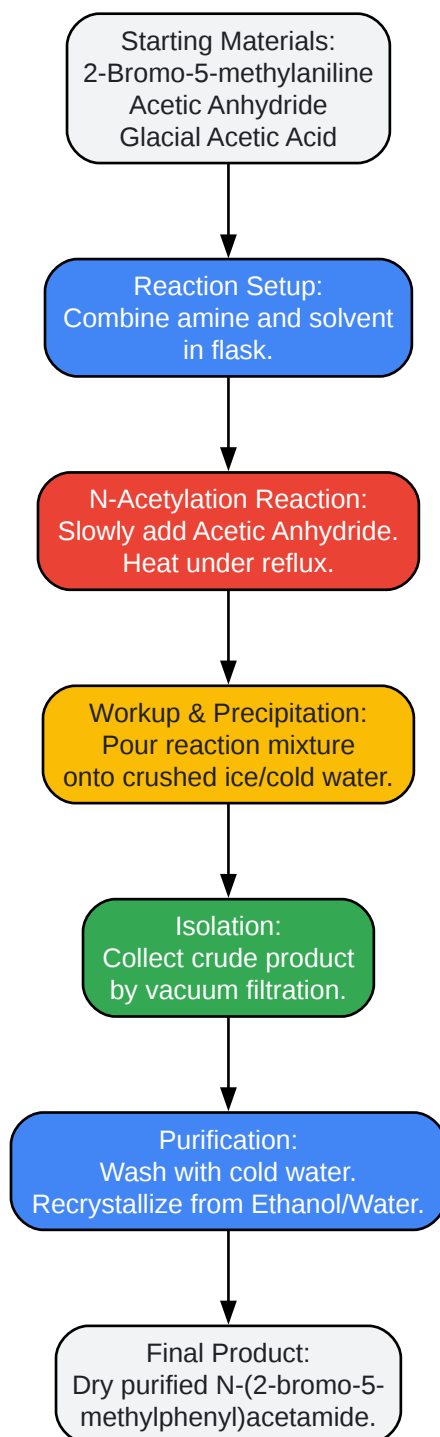 Starting Materials:
2-Bromo-5-methylaniline
Acetic Anhydride
Glacial Acetic Acid
Reaction Setup:
Combine amine and solvent
in flask.
N-Acetylation Reaction:
Slowly add Acetic Anhydride.
Heat under reflux.
Workup & Precipitation:
Pour reaction mixture
onto crushed ice/cold water.
Isolation:
Collect crude product
by vacuum filtration.
Purification:
Wash with cold water.
Recrystallize from Ethanol/Water.
Final Product:
Dry purified N-(2-bromo-5-
methylphenyl)acetamide.